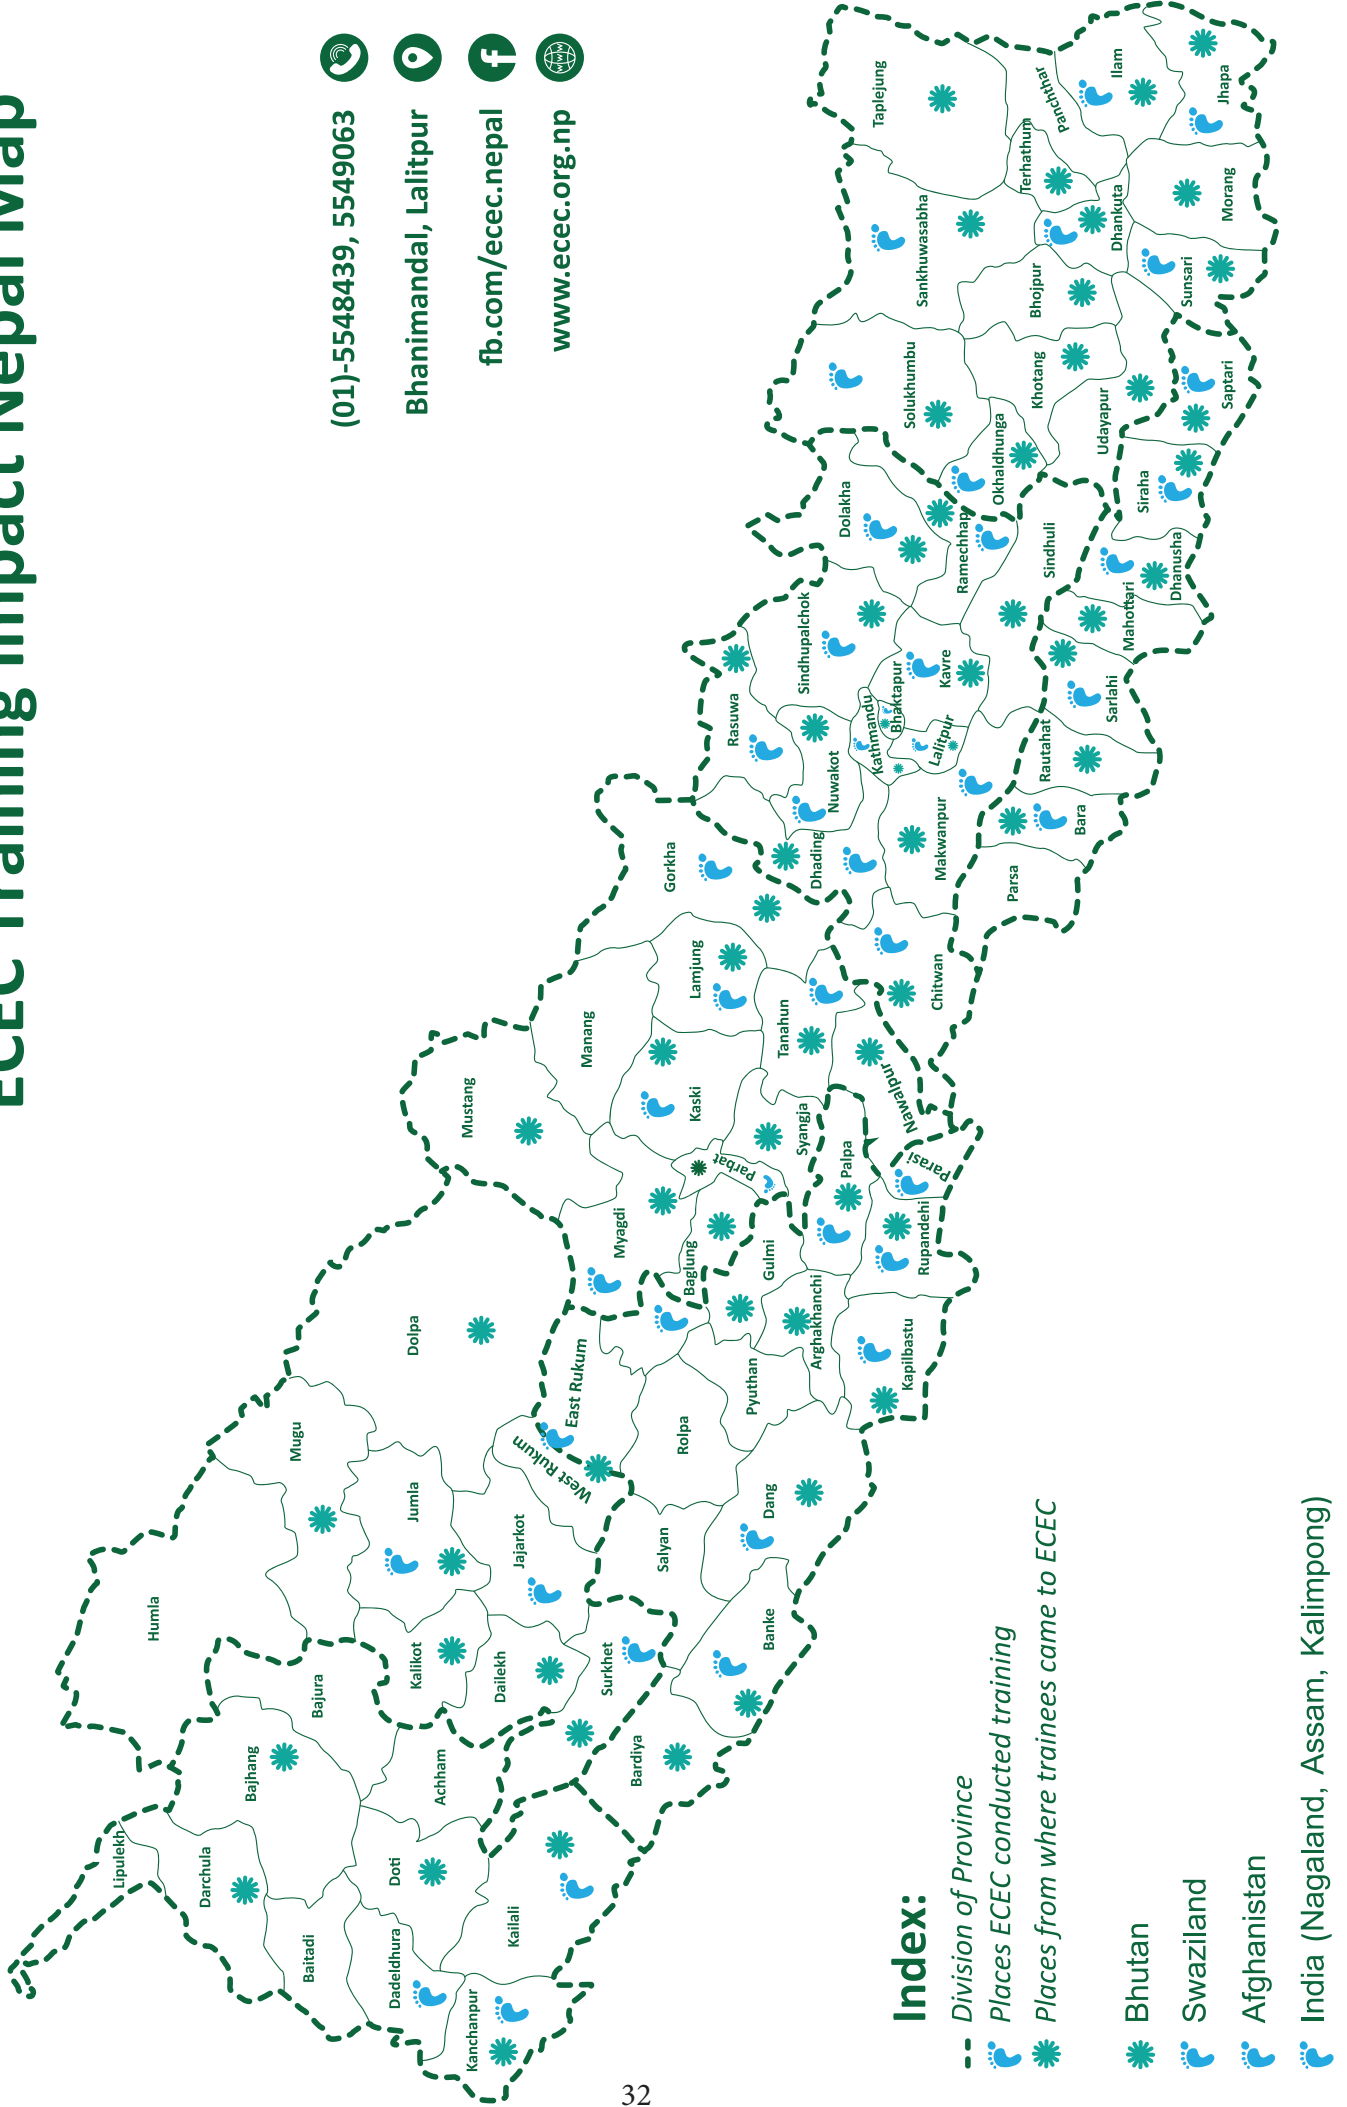 ECEC Training Impact Nepal Map
(01)-5548439, 5549063
Bhanimandal, Lalitpur
fb.com/ecec.nepal
www.ecec.org.np
Lipulekh
Darchula
Baitadi
Dadeldhura
Kanchanpur
Bajhang
Bajura
Achham
Doti
Kailali
Humla
Mugu
Jumla
Kalikot
Dailekh
Jajarkot
Surkhet
Dolpa
West Rukum
East Rukum
Salyan
Rolpa
Pyuthan
Dang
Banke
Bardiya
Gulmi
Arghakhanchi
Kapilbastu
Rupandehi
Palpa
Parasi
Nawalpur
Mustang
Manang
Myagdi
Baglung
Parbat
Kaski
Syangja
Lamjung
Tanahun
Gorkha
Dhading
Chitwan
Makwanpur
Rasuwa
Nuwakot
Sindhupalchok
Kathmandu
Bhaktapur
Lalitpur
Kavre
Dolakha
Ramechhap
Sindhuli
Parsa
Bara
Rautahat
Sarlahi
Mahottari
Dhanusha
Siraha
Saptari
Solukhumbu
Okhaldhunga
Khotang
Udayapur
Bhojpur
Sankhuwasabha
Taplejung
Terhathum
Panchthar
Dhankuta
Ilam
Jhapa
Morang
Sunsari
Index:
Division of Province
Places ECEC conducted training
Places from where trainees came to ECEC
Bhutan
Swaziland
Afghanistan
India (Nagaland, Assam, Kalimpong)
WWW
32